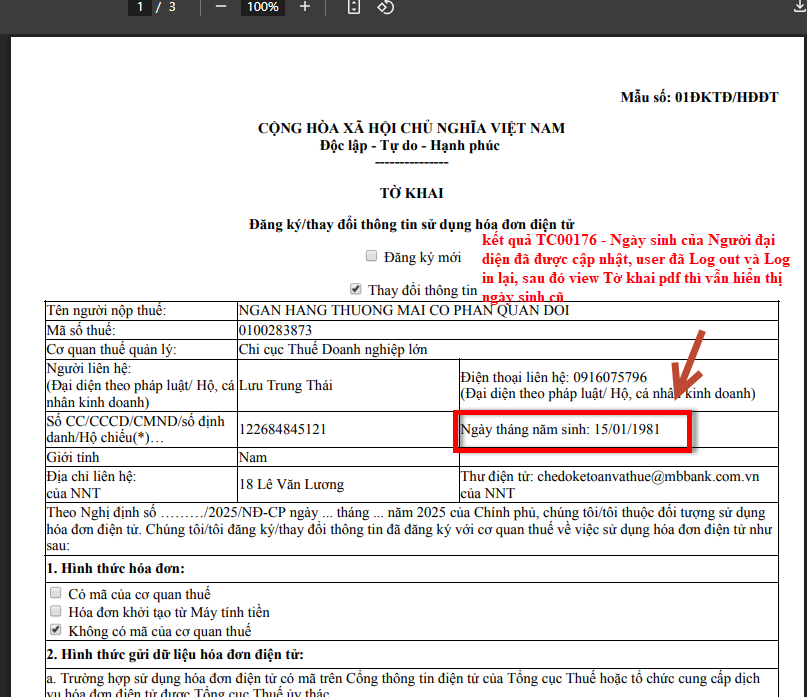 1 / 3 100%
Mẫu số: 01ĐKTĐ/HĐĐT
CỘNG HÒA XÃ HỘI CHỦ NGHĨA VIỆT NAM
Độc lập - Tự do - Hạnh phúc
---------------
TỜ KHAI
Đăng ký/thay đổi thông tin sử dụng hóa đơn điện tử
Đăng ký mới
Thay đổi thông tin
kết quả TC00176 - Ngày sinh của Người đại
diện đã được cập nhật, user đã Log out và Log
in lại, sau đó view Tờ khai pdf thì vẫn hiển thị
ngày sinh cũ
Tên người nộp thuế: NGAN HANG THUONG MAI CO PHAN QUAN DOI
Mã số thuế: 0100283873
Cơ quan thuế quản lý: Chi cục Thuế Doanh nghiệp lớn
Người liên hệ:
(Đại diện theo pháp luật/ Hộ, cá nhân kinh doanh)
Lưu Trung Thái
Điện thoại liên hệ: 0916075796
(Đại diện theo pháp luật/ Hộ, cá nhân kinh doanh)
Số CC/CCCD/CMND/số định
danh/Hộ chiếu(*)…
122684845121
Ngày tháng năm sinh: 15/01/1981
Giới tính Nam
Địa chỉ liên hệ:
của NNT
18 Lê Văn Lương
Thư điện tử: chedoketoanvathue@mbbank.com.vn
của NNT
Theo Nghị định số ………/2025/NĐ-CP ngày ... tháng ... năm 2025 của Chính phủ, chúng tôi/tôi thuộc đối tượng sử dụng
hóa đơn điện tử. Chúng tôi/tôi đăng ký/thay đổi thông tin đã đăng ký với cơ quan thuế về việc sử dụng hóa đơn điện tử như
sau:
1. Hình thức hóa đơn:
Có mã của cơ quan thuế
Hóa đơn khởi tạo từ Máy tính tiền
Không có mã của cơ quan thuế
2. Hình thức gửi dữ liệu hóa đơn điện tử:
a. Trường hợp sử dụng hóa đơn điện tử có mã trên Cổng thông tin điện tử của Tổng cục Thuế hoặc tổ chức cung cấp dịch
vụ hóa đơn điện tử được Tổng cục Thuế ủy thác